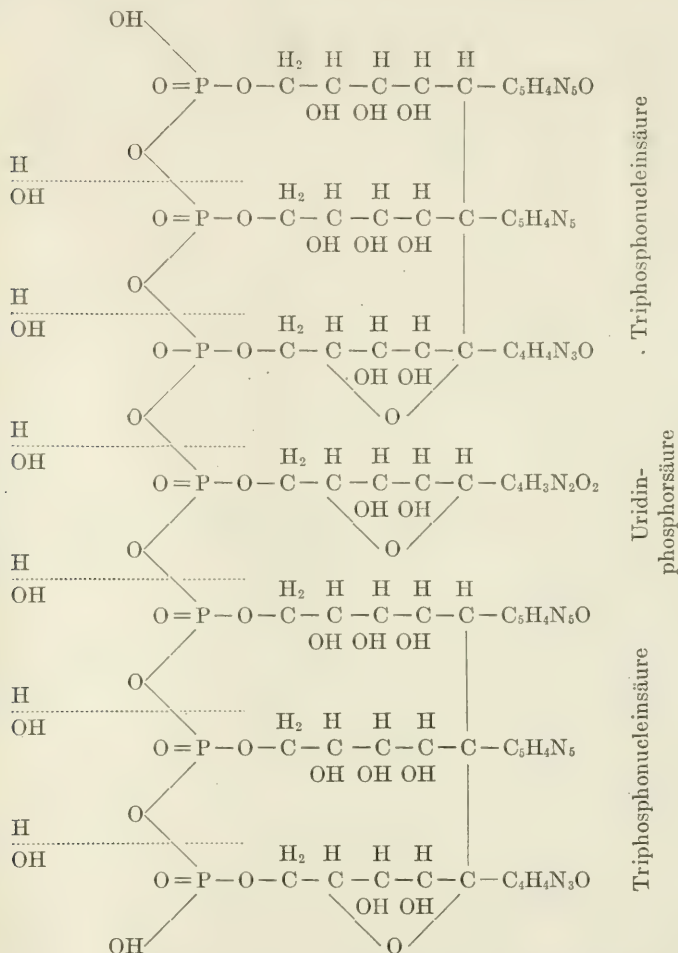 OH
H₂ H H H H
O=P—O—C—C—C—C—C—C₅H₄N₅O
OH OH OH
O
H
OH
H₂ H H H
O=P—O—C—C—C—C—C—C₅H₄N₅
OH OH OH
O
H
OH
H₂ H H H
O—P—O—C—C—C—C—C—C₄H₄N₃O
OH OH
O
O
H
OH
H₂ H H H H
O=P—O—C—C—C—C—C—C₄H₃N₂O₂
OH OH
O
O
H
OH
H₂ H H H H
O=P—O—C—C—C—C—C—C₅H₄N₅O
OH OH OH
O
H
OH
H₂ H H H
O=P—O—C—C—C—C—C—C₅H₄N₅
OH OH OH
O
H
OH
H₂ H H H
O=P—O—C—C—C—C—C—C₄H₄N₃O
OH OH
OH
O
Triphosphonucleinsäure
Uridin-
phosphorsäure
Triphosphonucleinsäure